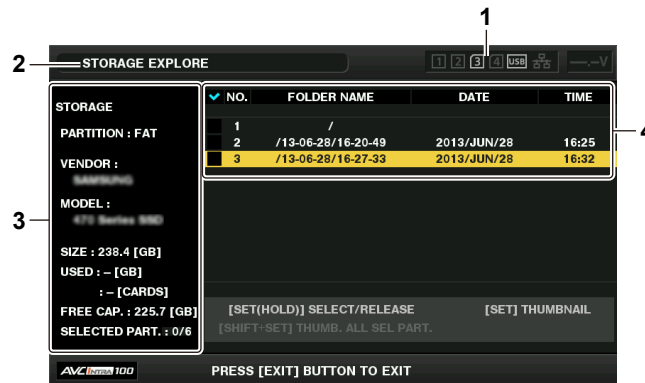 1
2
STORAGE EXPLORE
1 2 3 4 USB --.-V
STORAGE
PARTITION : FAT
VENDOR :
SAMSUNG
MODEL :
470 Series SSD
SIZE : 238.4 [GB]
USED : – [GB]
: – [CARDS]
FREE CAP. : 225.7 [GB]
SELECTED PART. : 0/6
3
NO. FOLDER NAME DATE TIME
1 /
2 /13-06-28/16-20-49 2013/JUN/28 16:25
3 /13-06-28/16-27-33 2013/JUN/28 16:32
4
[SET(HOLD)] SELECT/RELEASE [SET] THUMBNAIL
[SHIFT+SET] THUMB. ALL SEL PART.
AVC INTRA 100 PRESS [EXIT] BUTTON TO EXIT